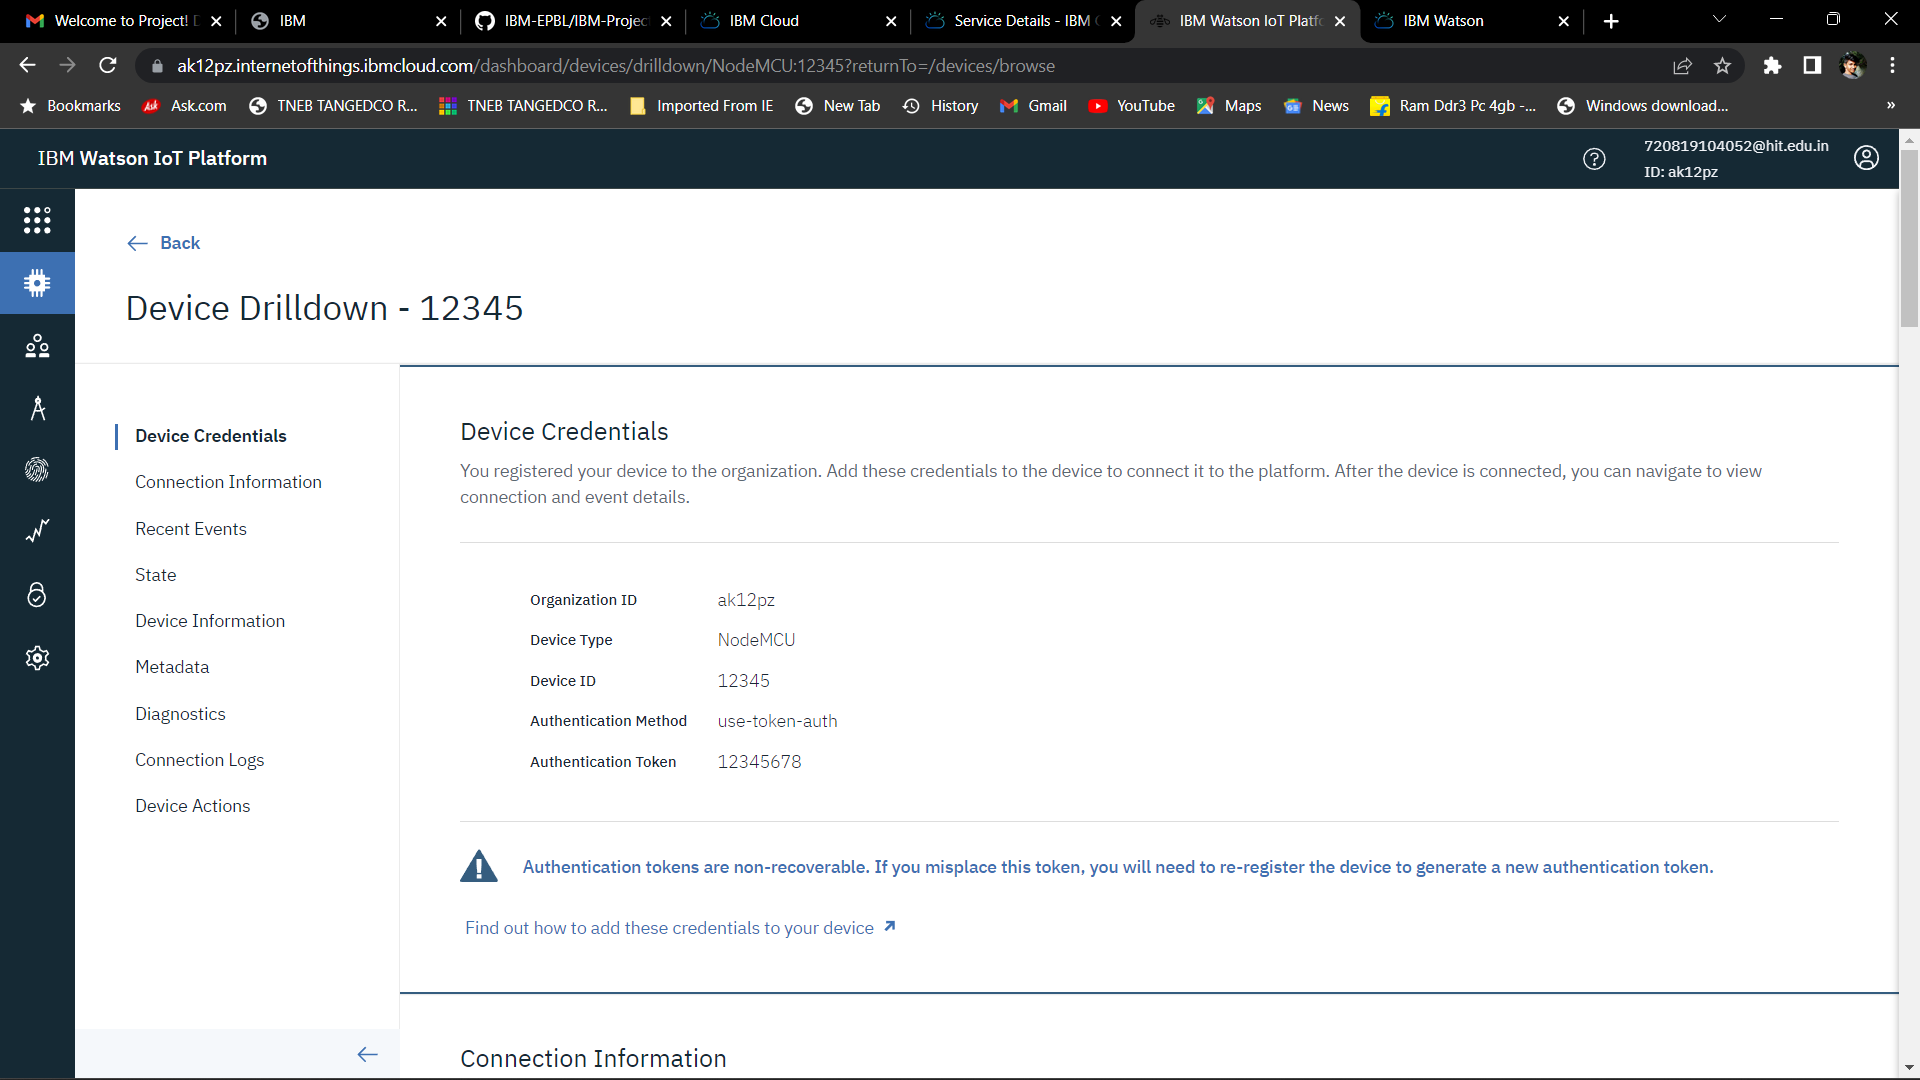 Welcome to Project!
IBM
IBM-EPBL/IBM-Projec
IBM Cloud
Service Details - IBM
IBM Watson IoT Platf
IBM Watson
ak12pz.internetofthings.ibmcloud.com/dashboard/devices/drilldown/NodeMCU:12345?returnTo=/devices/browse
Bookmarks
Ask.com
TNEB TANGEDCO R...
TNEB TANGEDCO R...
Imported From IE
New Tab
History
Gmail
YouTube
Maps
News
Ram Ddr3 Pc 4gb -...
Windows download...
»
IBM Watson IoT Platform
720819104052@hit.edu.in
ID: ak12pz
Back
Device Drilldown - 12345
Device Credentials
Connection Information
Recent Events
State
Device Information
Metadata
Diagnostics
Connection Logs
Device Actions
Device Credentials
You registered your device to the organization. Add these credentials to the device to connect it to the platform. After the device is connected, you can navigate to view
connection and event details.
Organization ID ak12pz
Device Type NodeMCU
Device ID 12345
Authentication Method use-token-auth
Authentication Token 12345678
Authentication tokens are non-recoverable. If you misplace this token, you will need to re-register the device to generate a new authentication token.
Find out how to add these credentials to your device
Connection Information